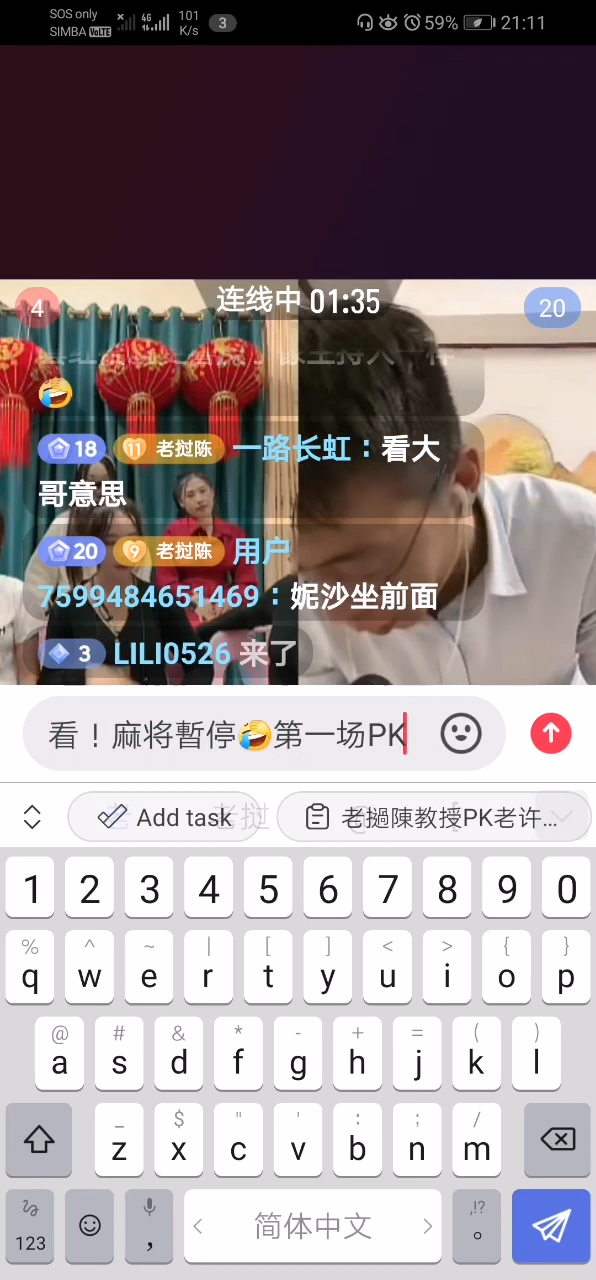 SOS only
SIMBA VoLTE
4G
101
K/s
3
59%
21:11
4
连线中 01:35
20
18 11 老挝陈 一路长虹：看大
哥意思
20 9 老挝陈 用户
7599484651469：妮沙坐前面
3 LILI0526 来了
看！麻将暫停🤣第一场PK
Add task
老挝
老撾陳教授PK老许…
1 2 3 4 5 6 7 8 9 0
% ^ ~ | [ ] < > { }
q w e r t y u i o p
@ # & * - + = ( )
a s d f g h j k l
_ $ " ' : ; /
z x c v b n m
123
，
简体中文
,!?
。